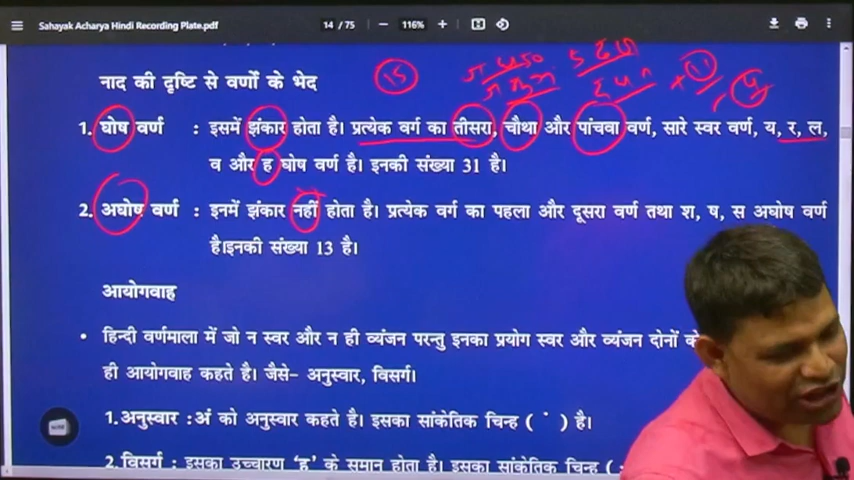 Sahayak Acharya Hindi Recording Plate.pdf 14 / 75 116%
नाद की दृष्टि से वर्णों के भेद
15
11
1. घोष वर्ण : इसमें झंकार होता है। प्रत्येक वर्ग का तीसरा, चौथा और पांचवा वर्ण, सारे स्वर वर्ण, य, र, ल,
व और ह घोष वर्ण है। इनकी संख्या 31 है।
2. अघोष वर्ण : इनमें झंकार नहीं होता है। प्रत्येक वर्ग का पहला और दूसरा वर्ण तथा श, ष, स अघोष वर्ण
है।इनकी संख्या 13 है।
आयोगवाह
• हिन्दी वर्णमाला में जो न स्वर और न ही व्यंजन परन्तु इनका प्रयोग स्वर और व्यंजन दोनों
ही आयोगवाह कहते है। जैसे– अनुस्वार, विसर्ग।
1.अनुस्वार :अं को अनुस्वार कहते है। इसका सांकेतिक चिन्ह ( ˙ ) है।
2.विसर्ग : इसका उच्चारण 'ह' के समान होता है। इसका सांकेतिक चिन्ह (